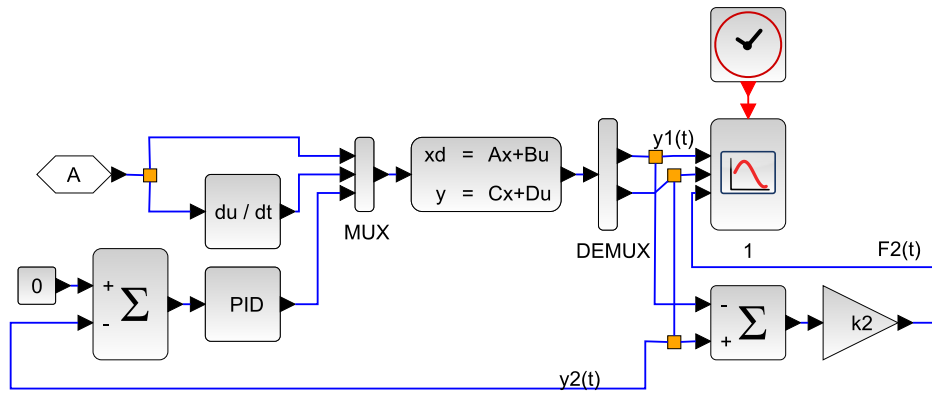 A
du / dt
MUX
xd = Ax+Bu
y = Cx+Du
DEMUX
y1(t)
1
F2(t)
0
+
-
Σ
PID
-
+
Σ
k2
y2(t)